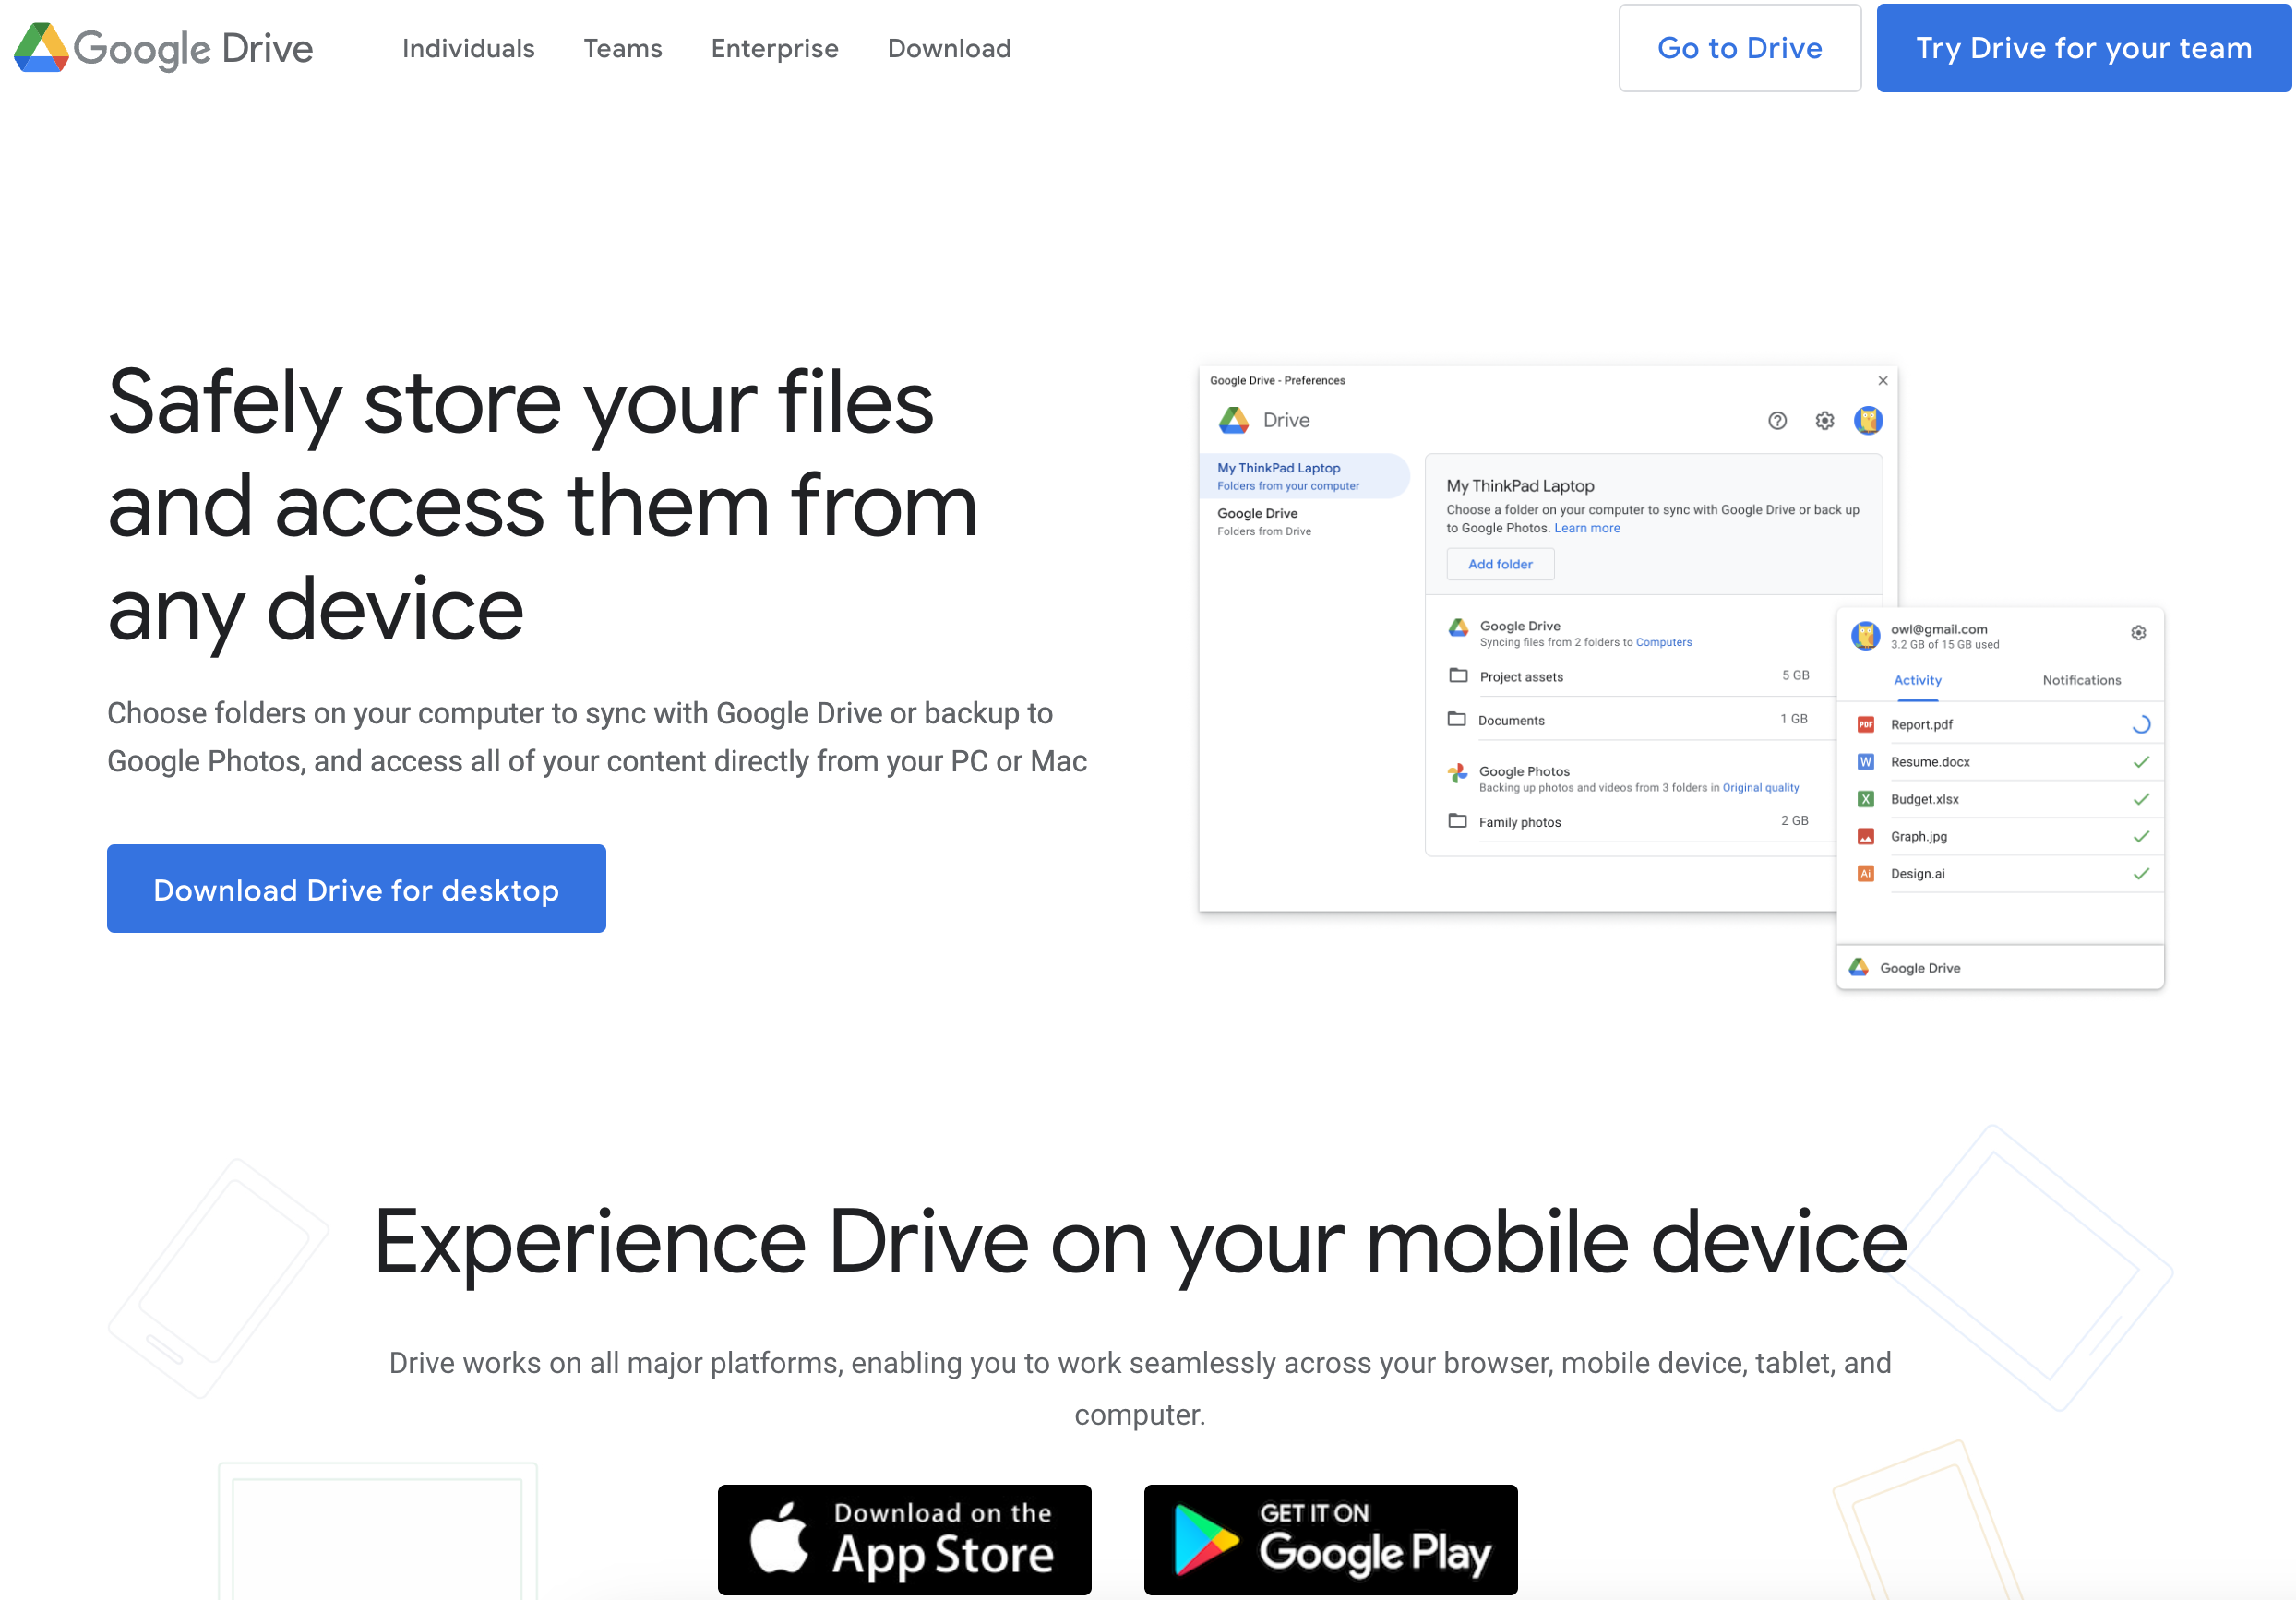 Google Drive
Individuals
Teams
Enterprise
Download
Go to Drive
Try Drive for your team
Safely store your files
and access them from
any device
Choose folders on your computer to sync with Google Drive or backup to
Google Photos, and access all of your content directly from your PC or Mac
Download Drive for desktop
Google Drive - Preferences
Drive
My ThinkPad Laptop
Folders from your computer
Google Drive
Folders from Drive
My ThinkPad Laptop
Choose a folder on your computer to sync with Google Drive or back up
to Google Photos. Learn more
Add folder
Google Drive
Syncing files from 2 folders to Computers
Project assets 5 GB
Documents 1 GB
Google Photos
Backing up photos and videos from 3 folders in Original quality
Family photos 2 GB
owl@gmail.com
3.2 GB of 15 GB used
Activity
Notifications
PDF Report.pdf
W Resume.docx
X Budget.xlsx
Graph.jpg
Ai Design.ai
Google Drive
Experience Drive on your mobile device
Drive works on all major platforms, enabling you to work seamlessly across your browser, mobile device, tablet, and
computer.
Download on the
App Store
GET IT ON
Google Play